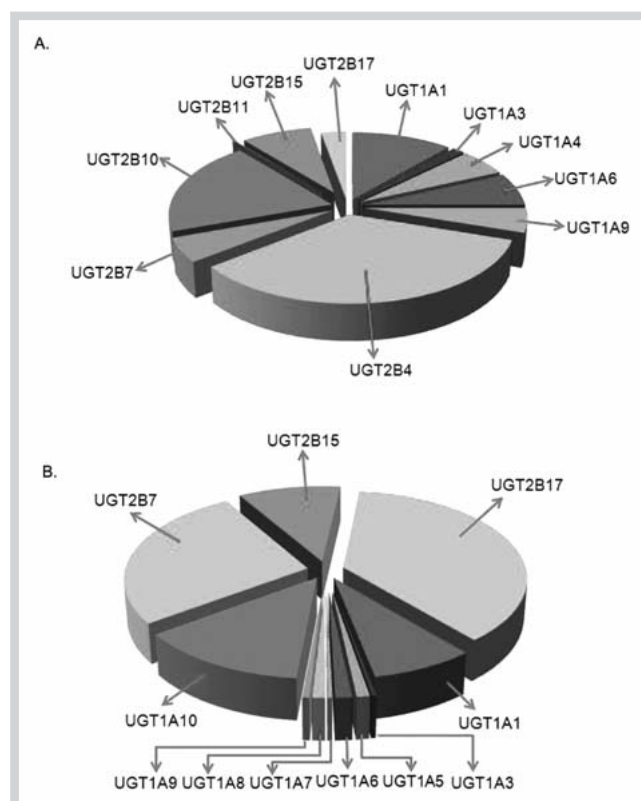 A.
UGT2B17
UGT2B15
UGT1A1
UGT2B11
UGT1A3
UGT1A4
UGT2B10
UGT1A6
UGT1A9
UGT2B7
UGT2B4
B.
UGT2B15
UGT2B7
UGT2B17
UGT1A10
UGT1A1
UGT1A9 UGT1A8 UGT1A7 UGT1A6 UGT1A5 UGT1A3